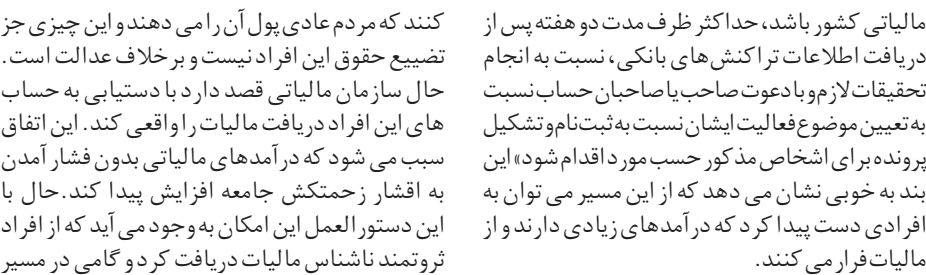 مالیاتی کشور باشد، حداکثر ظرف مدت دو هفته پس از
دریافت اطلاعات تراکنش‌های بانکی، نسبت به انجام
تحقیقات لازم و با دعوت صاحب یا صاحبان حساب نسبت
به تعیین موضوع فعالیت ایشان نسبت به ثبت‌نام و تشکیل
پرونده برای اشخاص مذکور حسب مورد اقدام شود» این
بند به خوبی نشان می دهد که از این مسیر می توان به
افرادی دست پیدا کرد که درآمدهای زیادی دارند و از
مالیات فرار می کنند.
کنند که مردم عادی پول آن را می دهند و این چیزی جز
تضییع حقوق این افراد نیست و بر خلاف عدالت است.
حال سازمان مالیاتی قصد دارد با دستیابی به حساب
های این افراد دریافت مالیات را واقعی کند. این اتفاق
سبب می شود که درآمدهای مالیاتی بدون فشار آمدن
به اقشار زحمتکش جامعه افزایش پیدا کند. حال با
این دستورالعمل این امکان به وجود می آید که از افراد
ثروتمند ناشناس مالیات دریافت کرد و گامی در مسیر